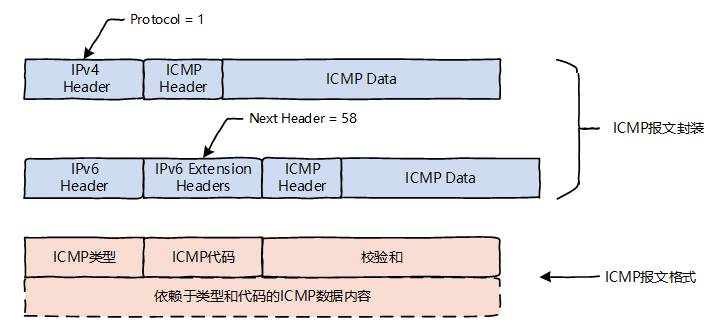 Protocol = 1
IPv4
Header
ICMP
Header
ICMP Data
Next Header = 58
ICMP报文封装
IPv6
Header
IPv6 Extension
Headers
ICMP
Header
ICMP Data
ICMP类型
ICMP代码
校验和
ICMP报文格式
依赖于类型和代码的ICMP数据内容